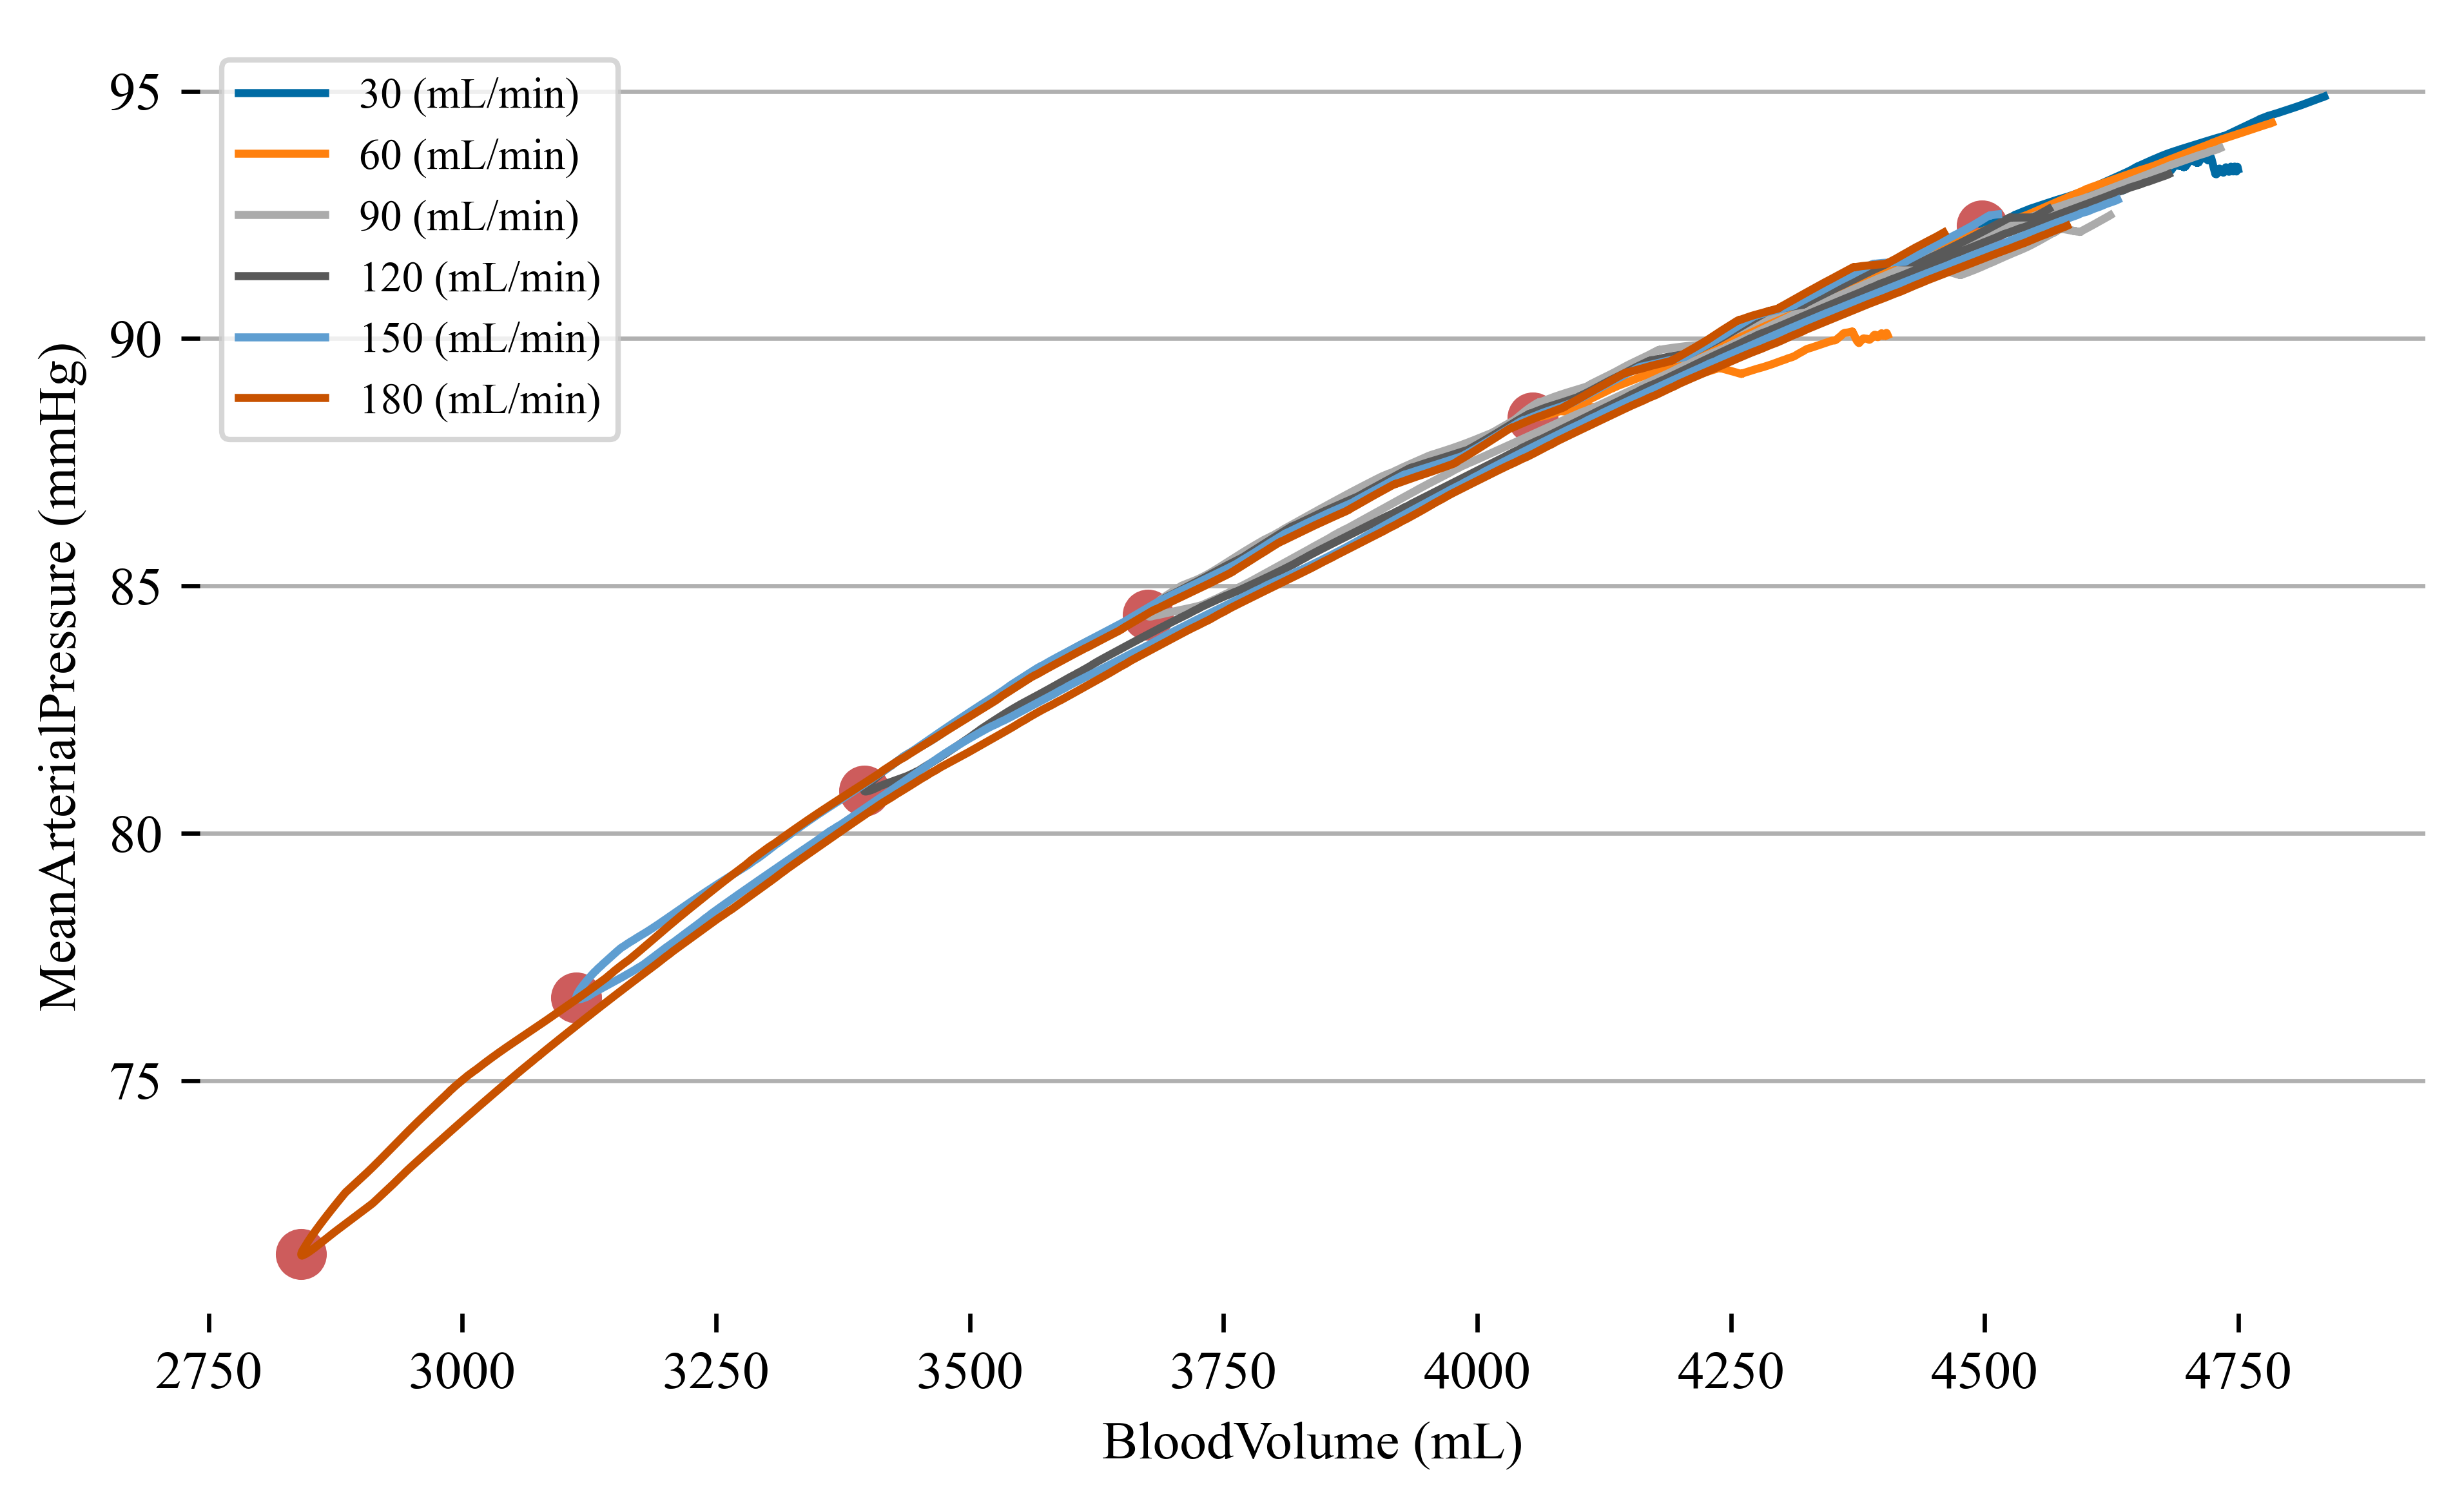 95
90
85
80
75
MeanArterialPressure (mmHg)
30 (mL/min)
60 (mL/min)
90 (mL/min)
120 (mL/min)
150 (mL/min)
180 (mL/min)
2750 3000 3250 3500 3750 4000 4250 4500 4750
BloodVolume (mL)